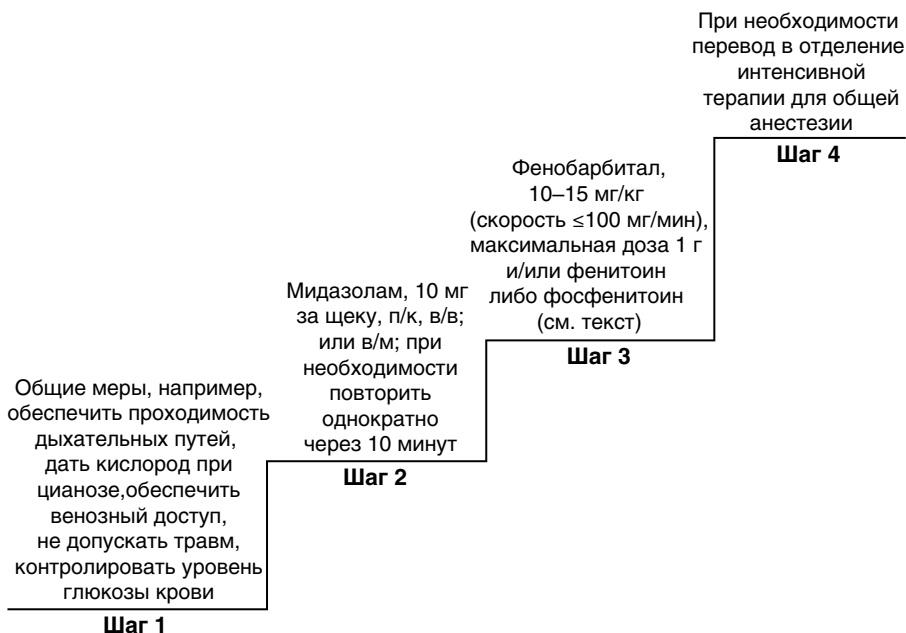 Общие меры, например,
обеспечить проходимость
дыхательных путей,
дать кислород при
цианозе,обеспечить
венозный доступ,
не допускать травм,
контролировать уровень
глюкозы крови
Шаг 1
Мидазолам, 10 мг
за щеку, п/к, в/в;
или в/м; при
необходимости
повторить
однократно
через 10 минут
Шаг 2
Фенобарбитал,
10–15 мг/кг
(скорость ≤100 мг/мин),
максимальная доза 1 г
и/или фенитоин
либо фосфенитоин
(см. текст)
Шаг 3
При необходимости
перевод в отделение
интенсивной
терапии для общей
анестезии
Шаг 4